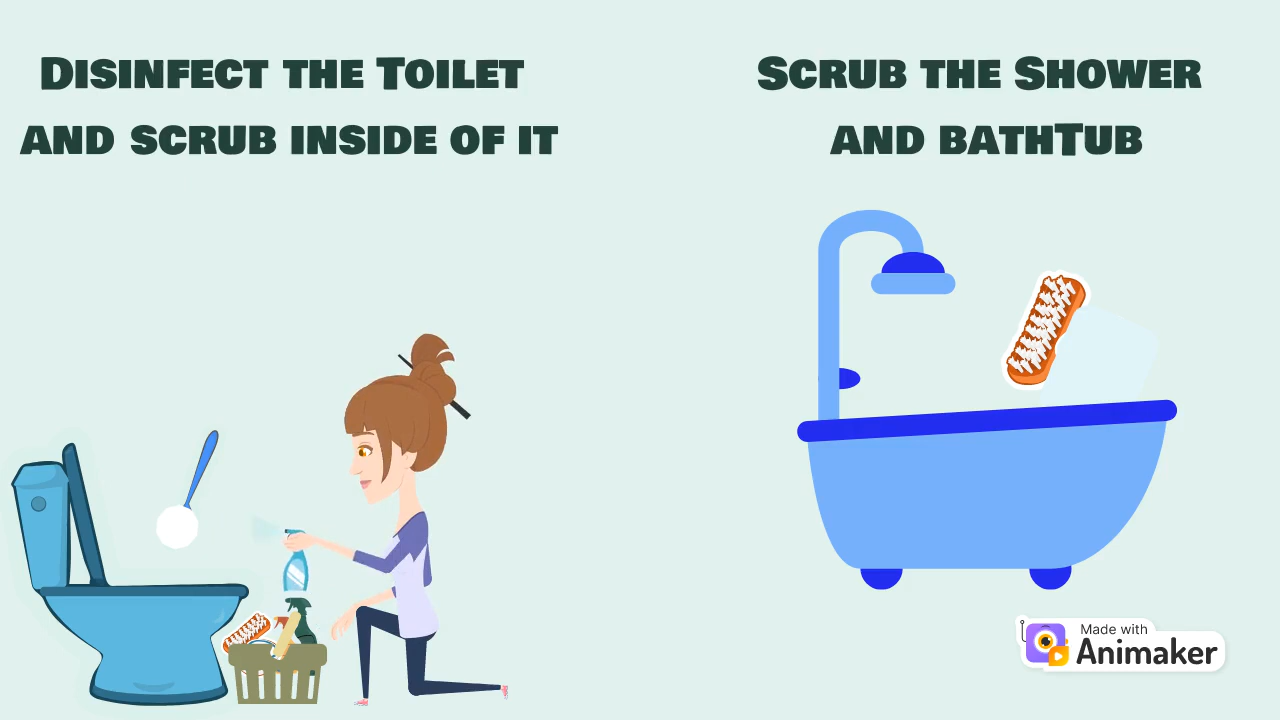 Disinfect the Toilet
and scrub inside of it
Scrub the Shower
and bathTub
Made with
Animaker